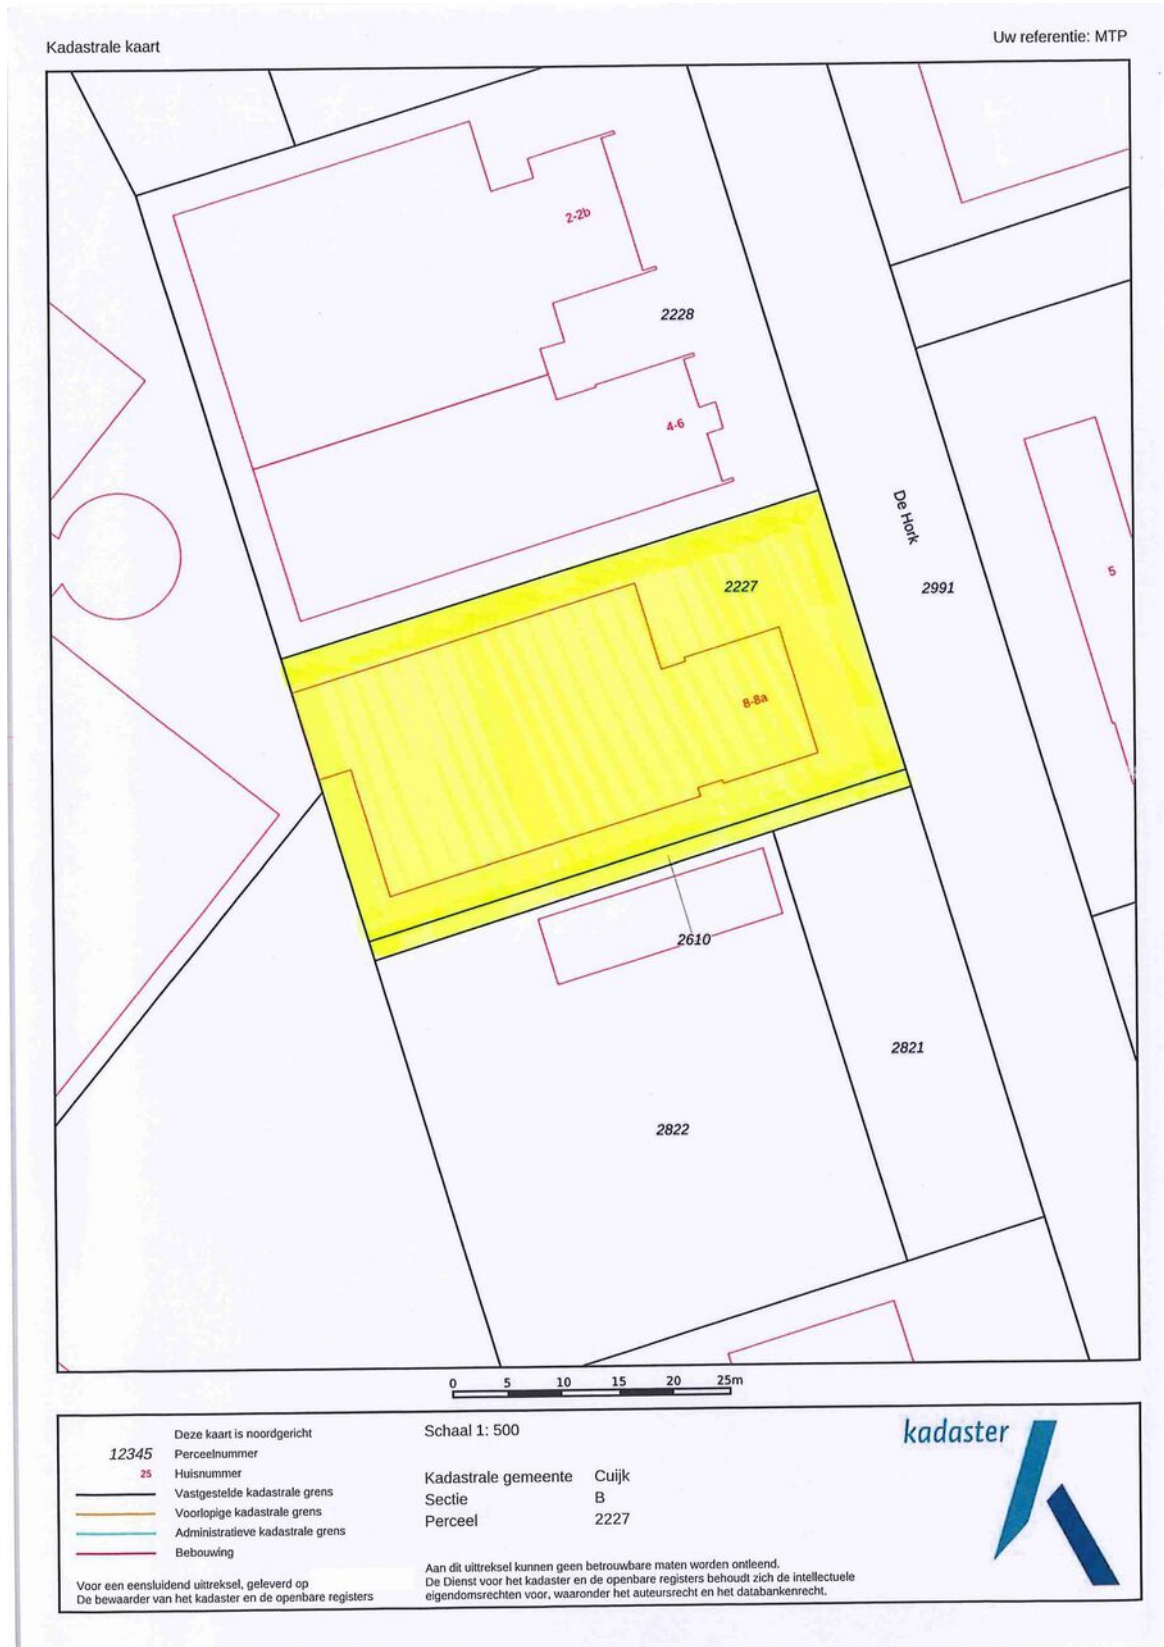 Kadastrale kaart
Uw referentie: MTP
2-2b
2228
4-6
De Hork
2227
2991
5
8-8a
2610
2821
2822
0 5 10 15 20 25m
Deze kaart is noordgericht
12345 Perceelnummer
25 Huisnummer
Vastgestelde kadastrale grens
Voorlopige kadastrale grens
Administratieve kadastrale grens
Bebouwing
Voor een eensluidend uittreksel, geleverd op
De bewaarder van het kadaster en de openbare registers
Schaal 1: 500
Kadastrale gemeente Cuijk
Sectie B
Perceel 2227
Aan dit uittreksel kunnen geen betrouwbare maten worden ontleend.
De Dienst voor het kadaster en de openbare registers behoudt zich de intellectuele
eigendomsrechten voor, waaronder het auteursrecht en het databankenrecht.
kadaster